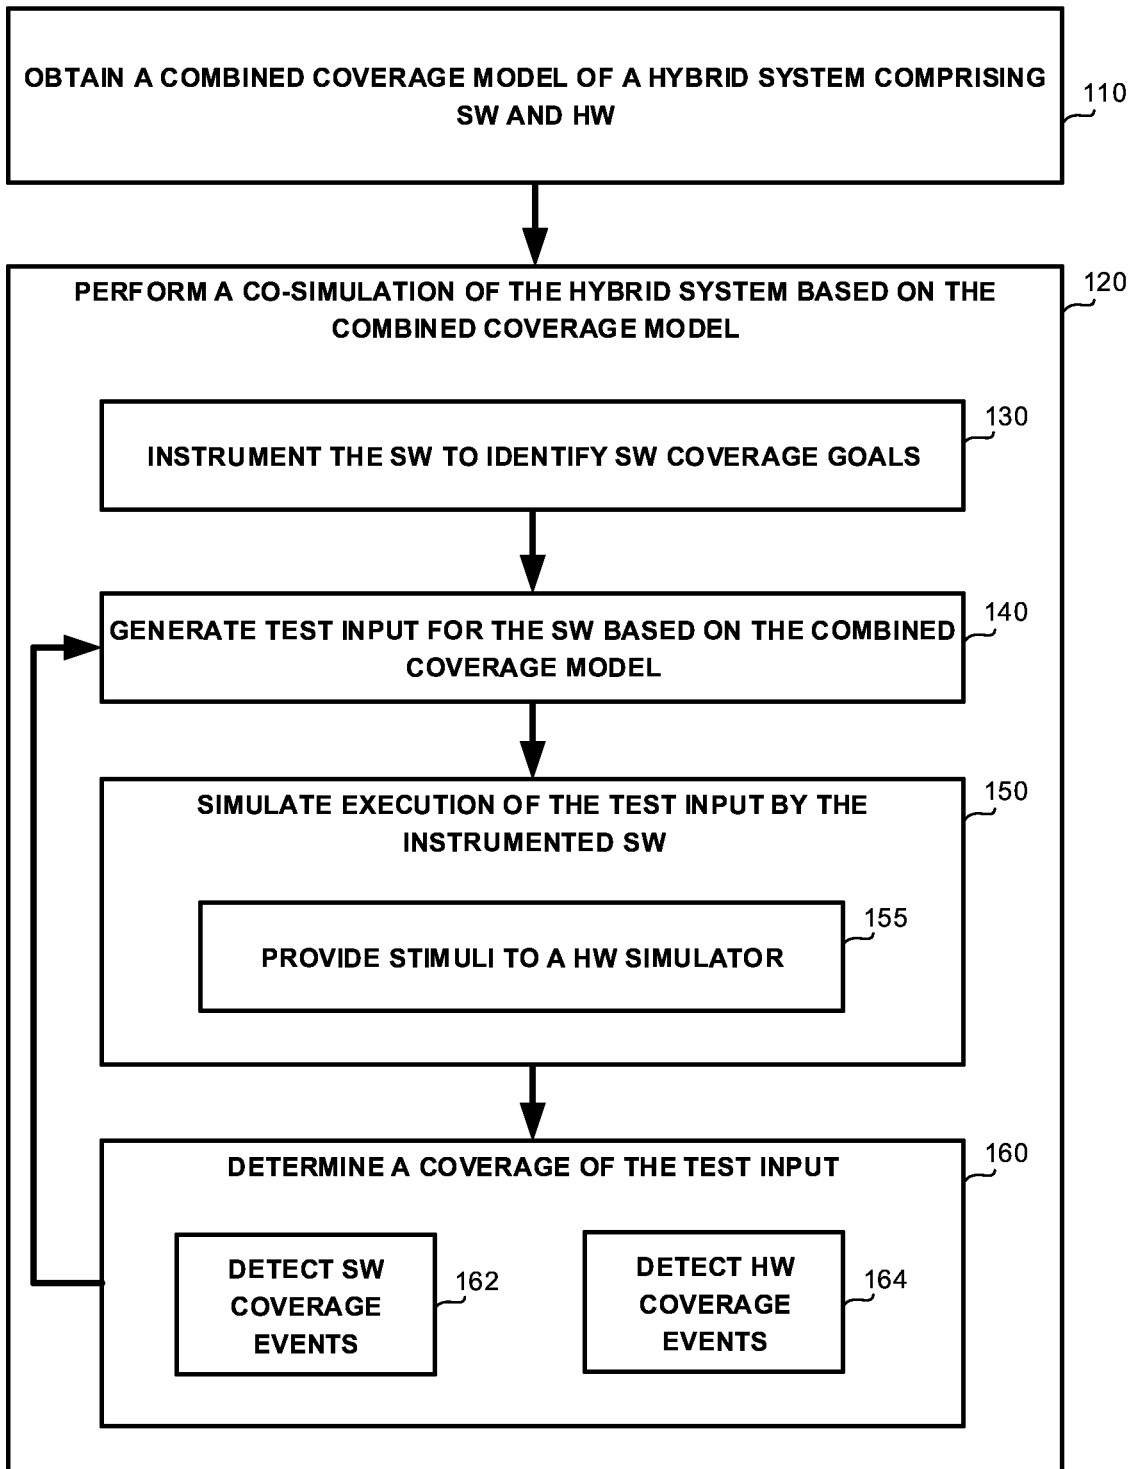 OBTAIN A COMBINED COVERAGE MODEL OF A HYBRID SYSTEM COMPRISING
SW AND HW
110
PERFORM A CO-SIMULATION OF THE HYBRID SYSTEM BASED ON THE
COMBINED COVERAGE MODEL
120
INSTRUMENT THE SW TO IDENTIFY SW COVERAGE GOALS
130
GENERATE TEST INPUT FOR THE SW BASED ON THE COMBINED
COVERAGE MODEL
140
SIMULATE EXECUTION OF THE TEST INPUT BY THE
INSTRUMENTED SW
150
PROVIDE STIMULI TO A HW SIMULATOR
155
DETERMINE A COVERAGE OF THE TEST INPUT
160
DETECT SW
COVERAGE
EVENTS
162
DETECT HW
COVERAGE
EVENTS
164